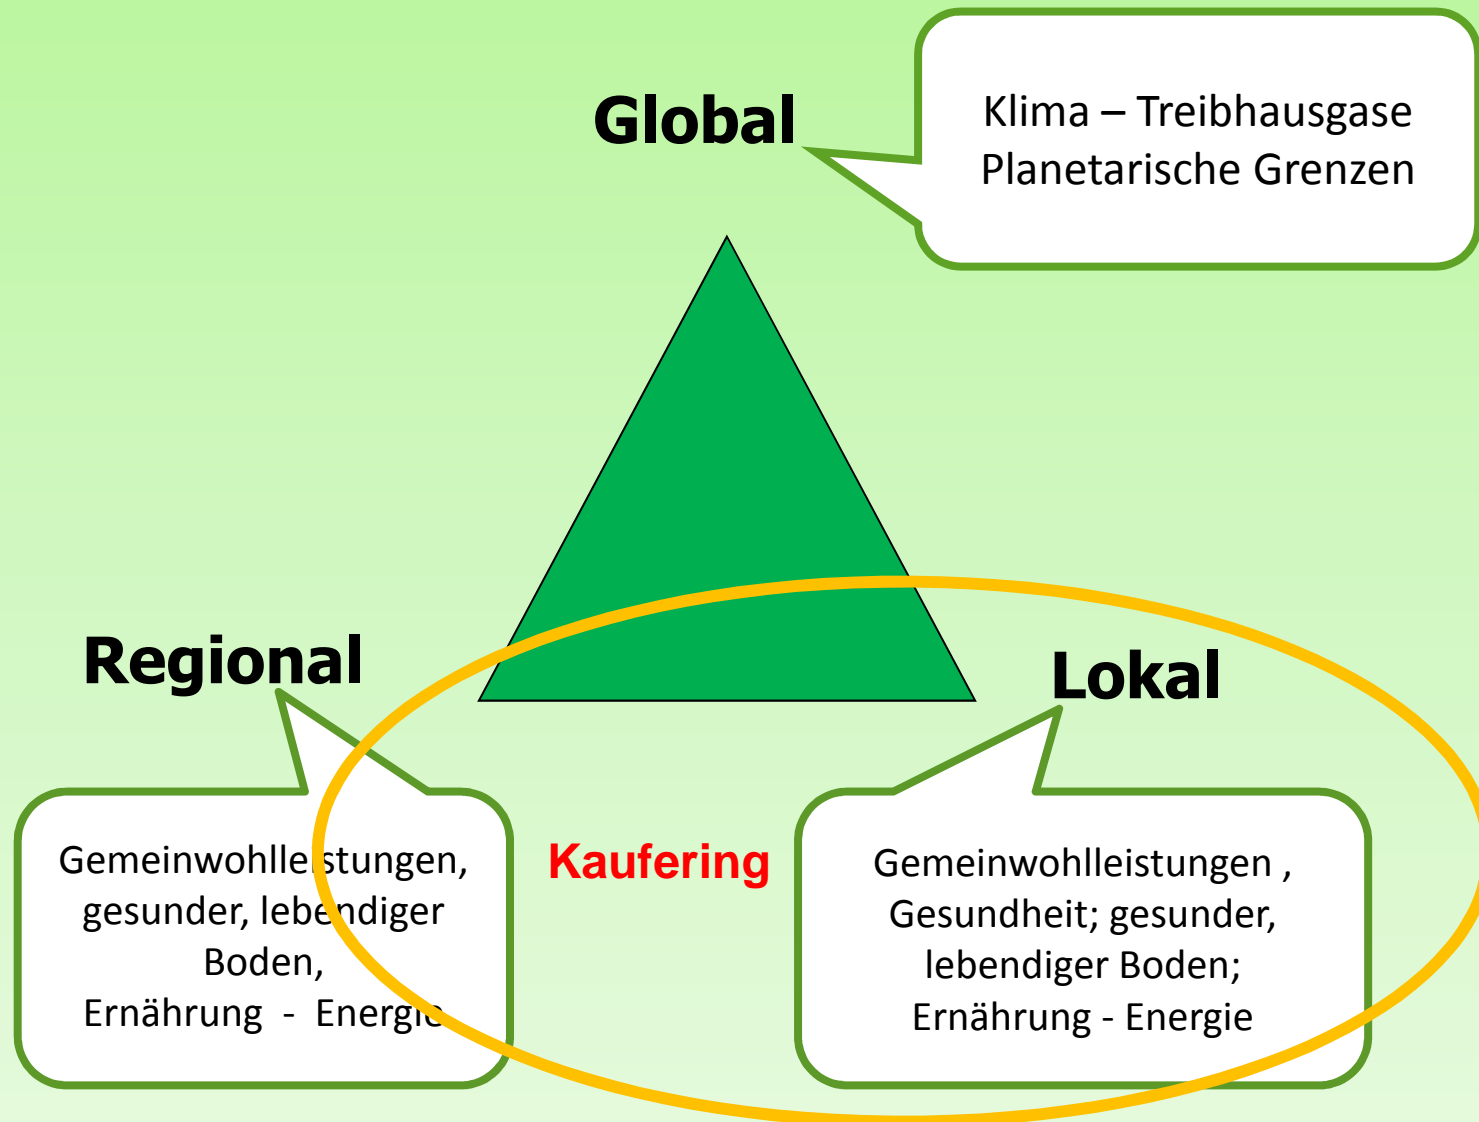 Global
Klima – Treibhausgase
Planetarische Grenzen
Regional
Lokal
Gemeinwohlleistungen,
gesunder, lebendiger
Boden,
Ernährung - Energie
Kaufering
Gemeinwohlleistungen ,
Gesundheit; gesunder,
lebendiger Boden;
Ernährung - Energie